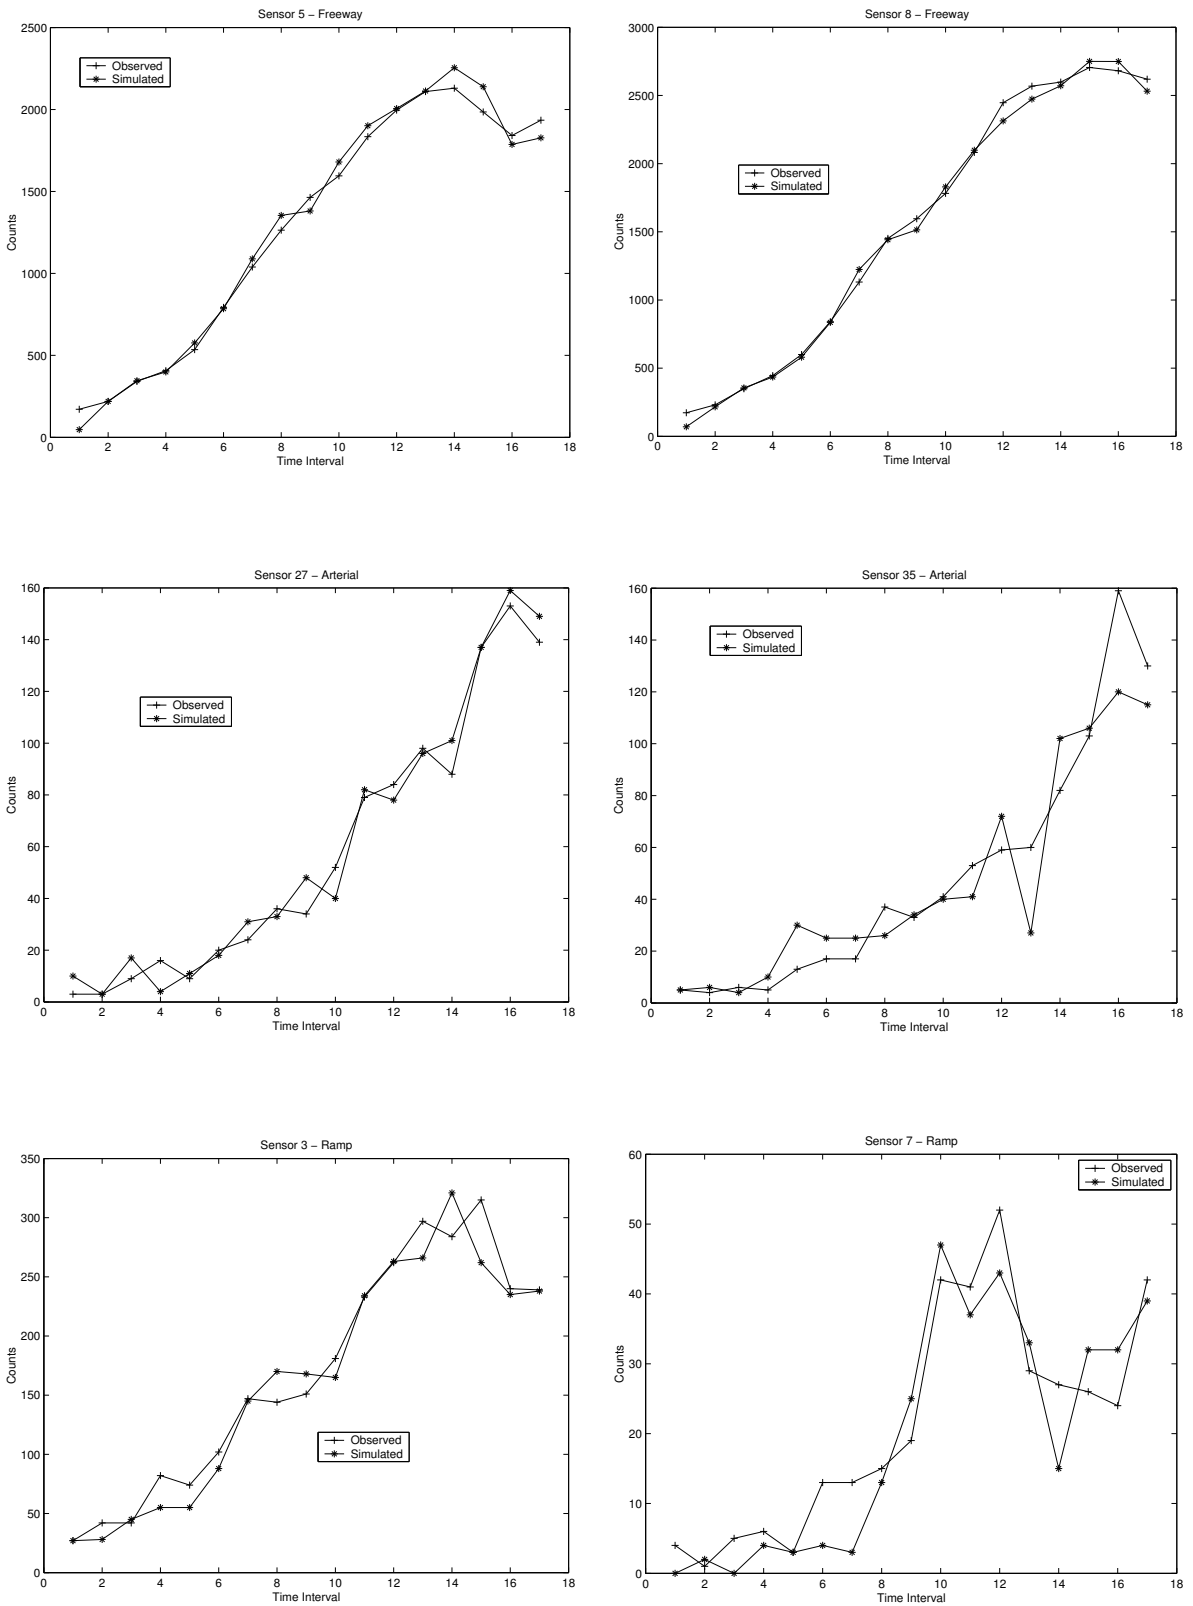 Sensor 5 − Freeway
2500
2000
1500
1000
500
0
Counts
Observed
Simulated
0 2 4 6 8 10 12 14 16 18
Time Interval
Sensor 8 − Freeway
3000
2500
2000
1500
1000
500
0
Counts
Observed
Simulated
0 2 4 6 8 10 12 14 16 18
Time Interval
Sensor 27 − Arterial
160
140
120
100
80
60
40
20
0
Counts
Observed
Simulated
0 2 4 6 8 10 12 14 16 18
Time Interval
Sensor 35 − Arterial
160
140
120
100
80
60
40
20
0
Counts
Observed
Simulated
0 2 4 6 8 10 12 14 16 18
Time Interval
Sensor 3 − Ramp
350
300
250
200
150
100
50
0
Counts
Observed
Simulated
0 2 4 6 8 10 12 14 16 18
Time Interval
Sensor 7 − Ramp
60
50
40
30
20
10
0
Counts
Observed
Simulated
0 2 4 6 8 10 12 14 16 18
Time Interval